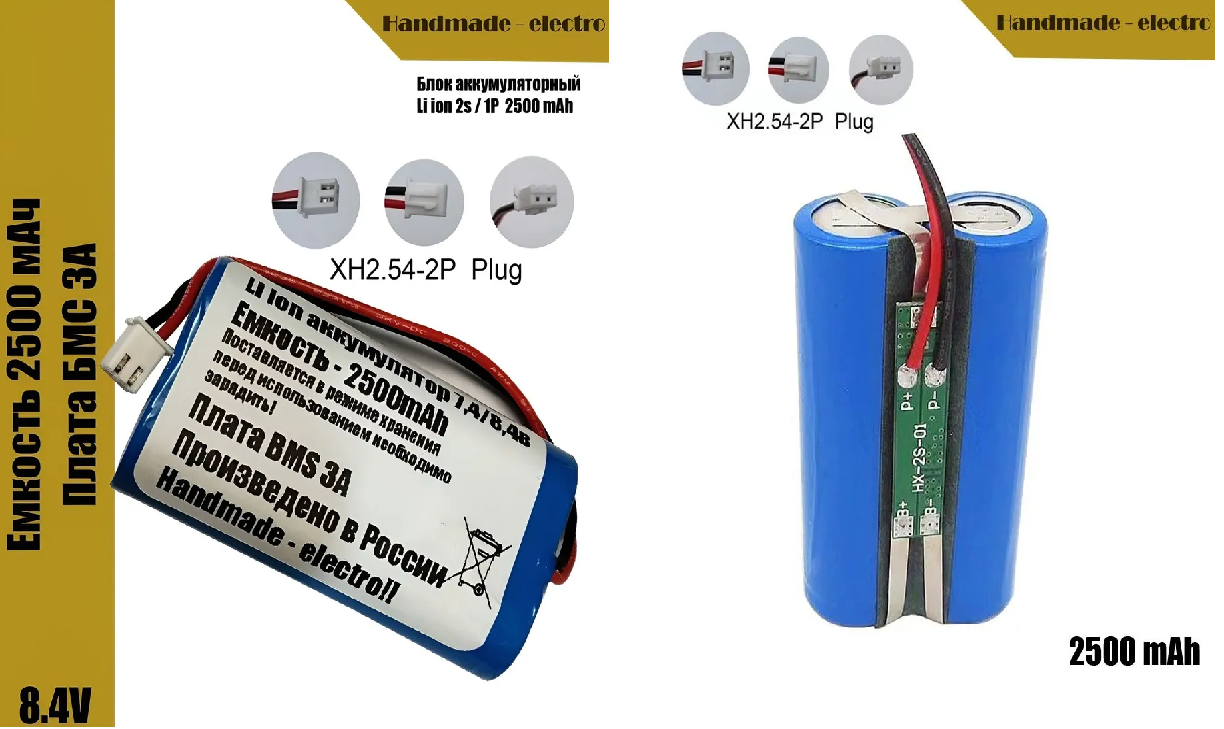 Handmade - electro
Блок аккумуляторный
Li ion 2s / 1P 2500 mAh
XH2.54-2P Plug
Емкость 2500 мАч
Плата БМС 3А
8.4V
Li ion аккумулятор 7,4/8,4В
Емкость - 2500mAh
Поставляется в режиме хранения
перед использованием необходимо
зарядить!
Плата BMS 3А
Произведено в России
Handmade - electro!!
Handmade - electro
XH2.54-2P Plug
P+ P-
HX-2S-01
B+ B-
2500 mAh